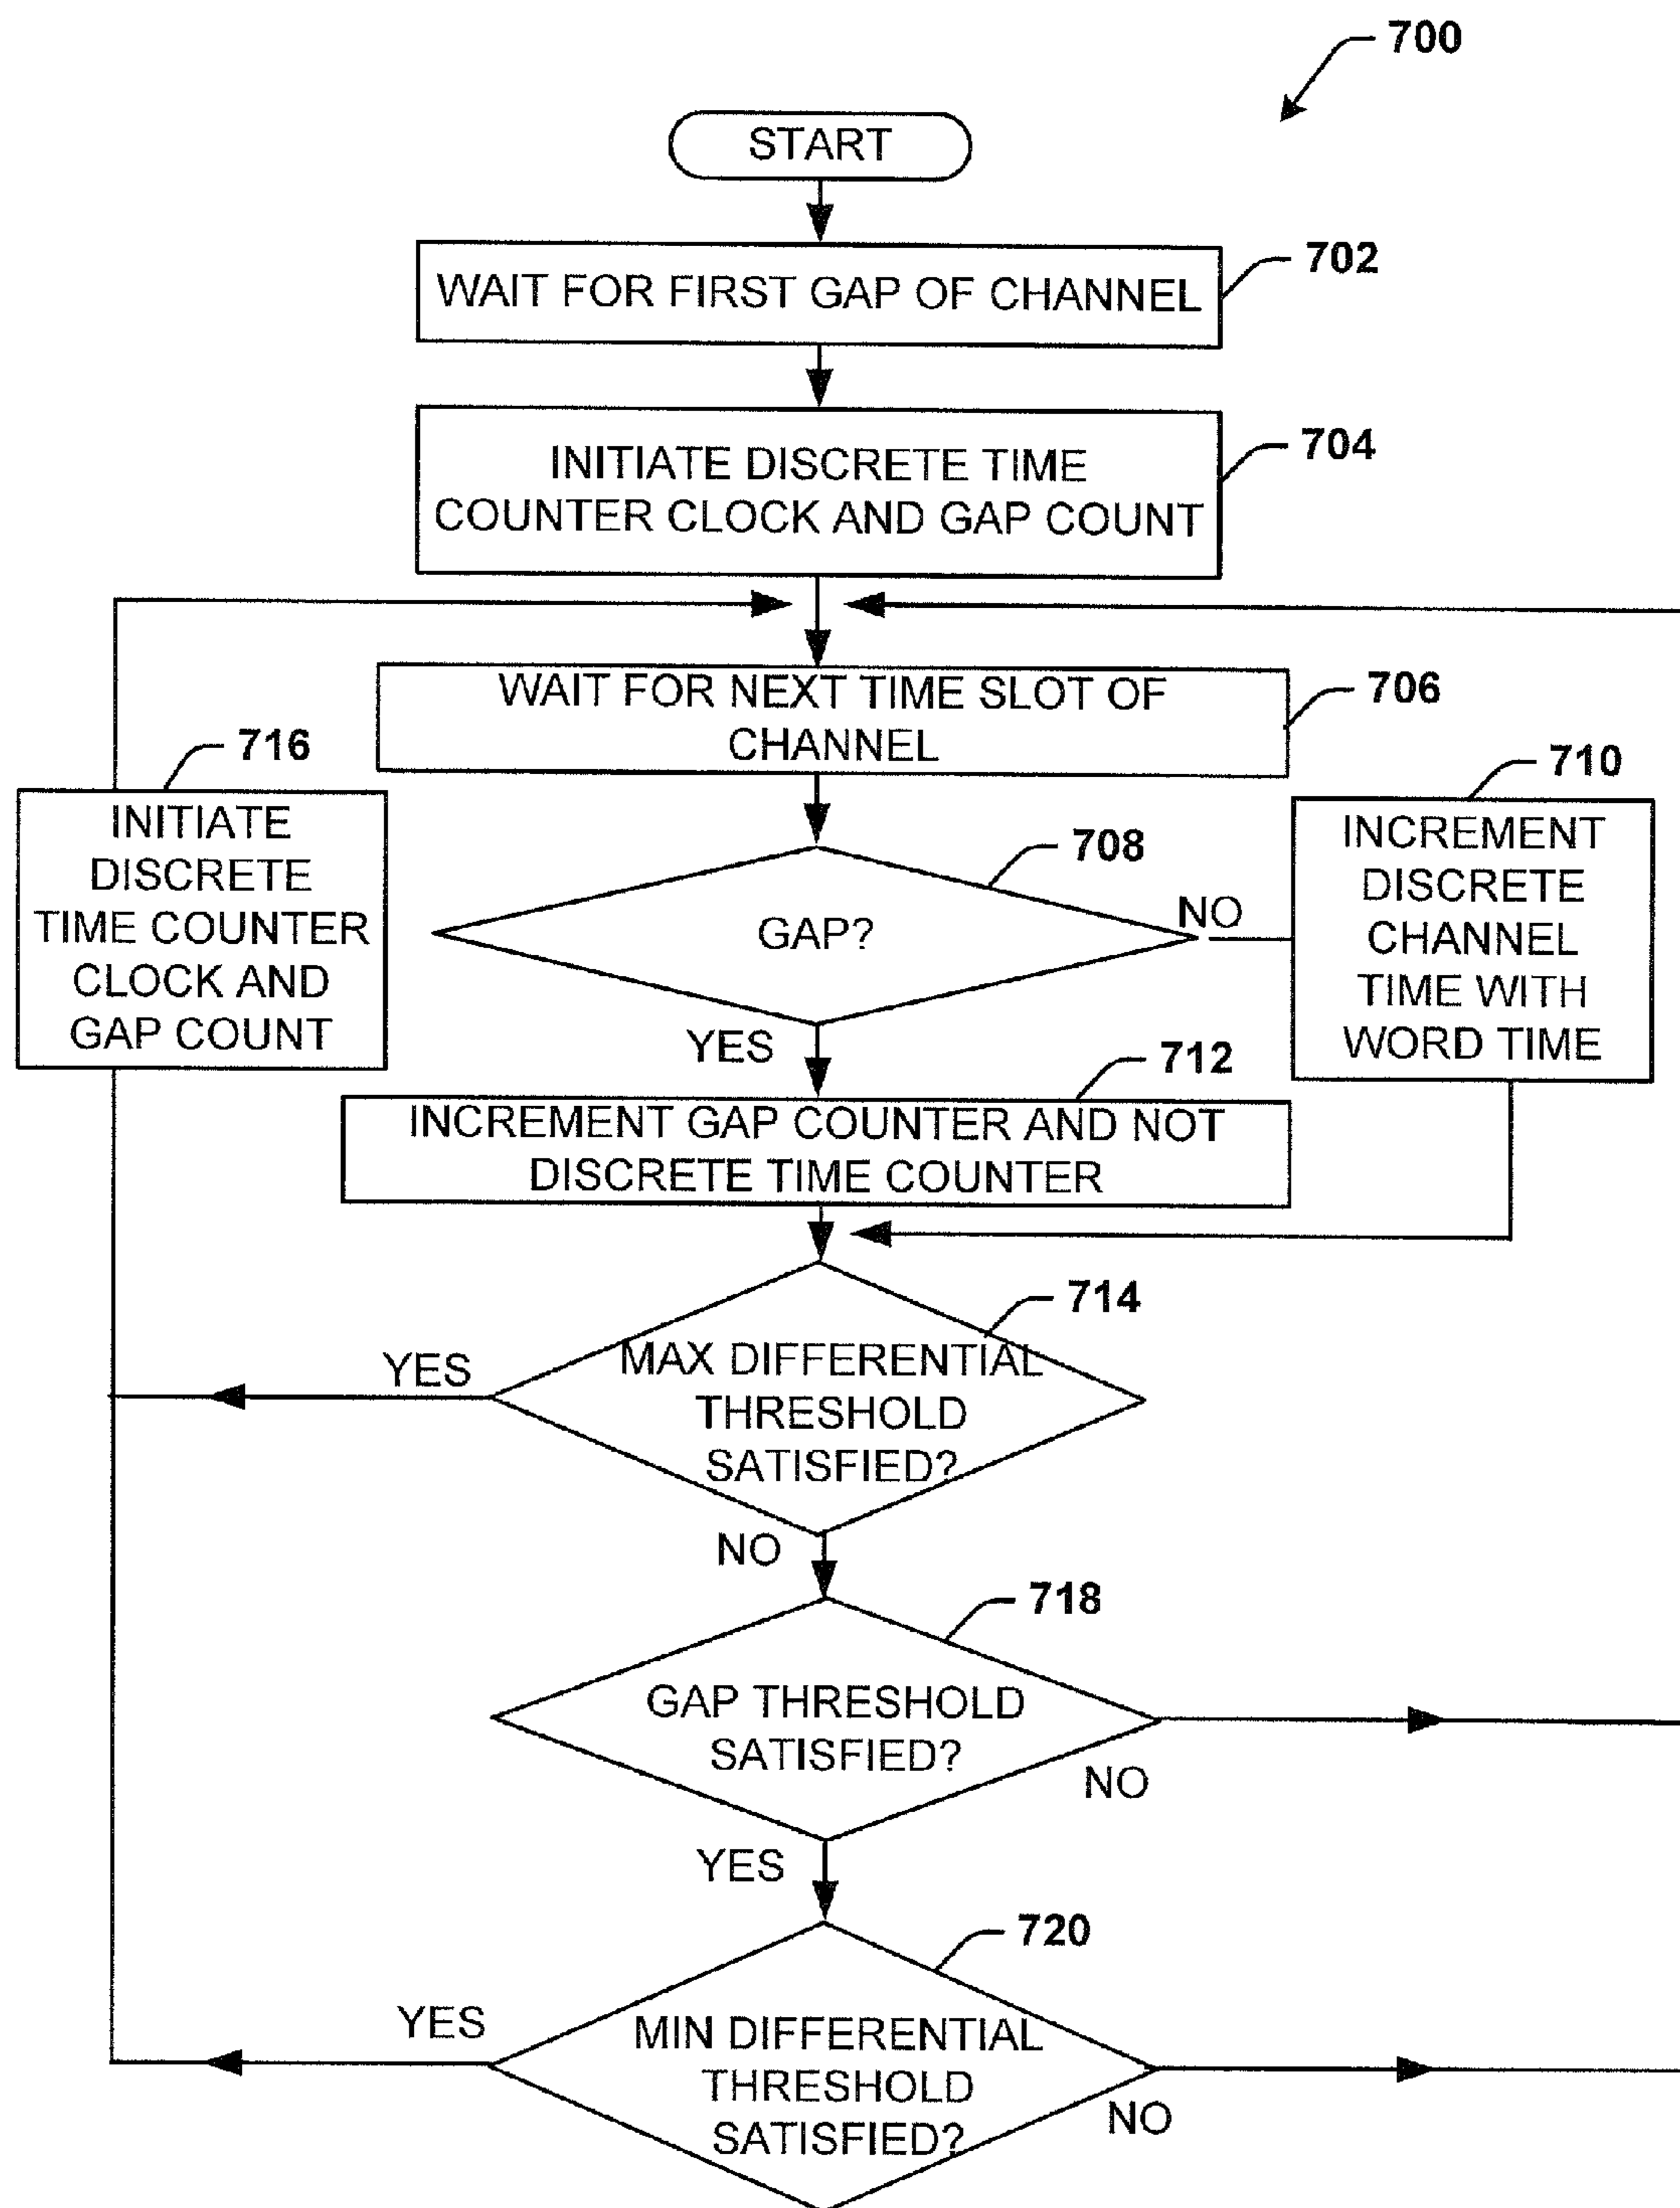 700
START
702
WAIT FOR FIRST GAP OF CHANNEL
704
INITIATE DISCRETE TIME
COUNTER CLOCK AND GAP COUNT
706
WAIT FOR NEXT TIME SLOT OF
CHANNEL
716
INITIATE
DISCRETE
TIME COUNTER
CLOCK AND
GAP COUNT
708
GAP?
NO
710
INCREMENT
DISCRETE
CHANNEL
TIME WITH
WORD TIME
YES
712
INCREMENT GAP COUNTER AND NOT
DISCRETE TIME COUNTER
714
MAX DIFFERENTIAL
THRESHOLD
SATISFIED?
YES
NO
718
GAP THRESHOLD
SATISFIED?
NO
YES
720
MIN DIFFERENTIAL
THRESHOLD
SATISFIED?
YES
NO